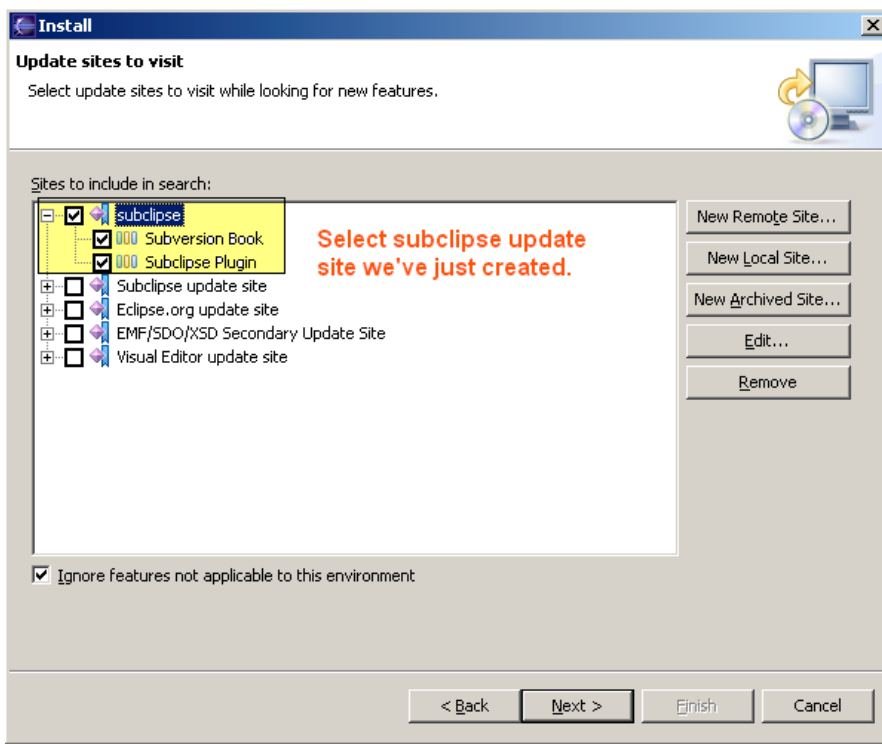 Install
Update sites to visit
Select update sites to visit while looking for new features.
Sites to include in search:
subclipse
Subversion Book
Subclipse Plugin
Subclipse update site
Eclipse.org update site
EMF/SDO/XSD Secondary Update Site
Visual Editor update site
Select subclipse update
site we've just created.
New Remote Site...
New Local Site...
New Archived Site...
Edit...
Remove
Ignore features not applicable to this environment
< Back
Next >
Finish
Cancel